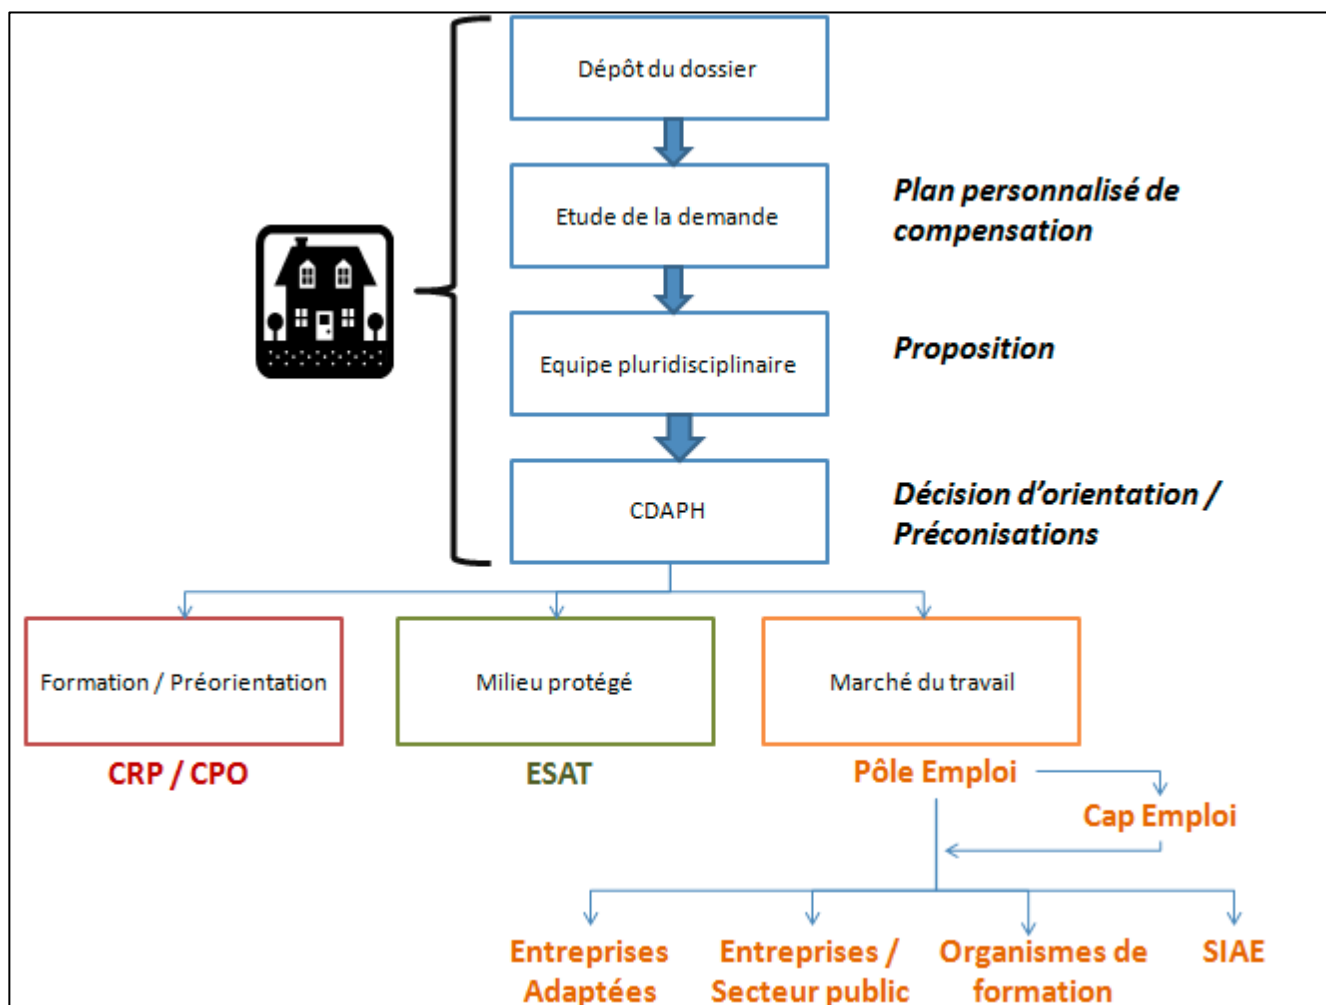 Dépôt du dossier
Etude de la demande
Plan personnalisé de
compensation
Equipe pluridisciplinaire
Proposition
CDAPH
Décision d'orientation /
Préconisations
Formation / Préorientation
Milieu protégé
Marché du travail
CRP / CPO
ESAT
Pôle Emploi
Cap Emploi
Entreprises
Adaptées
Entreprises /
Secteur public
Organismes de
formation
SIAE